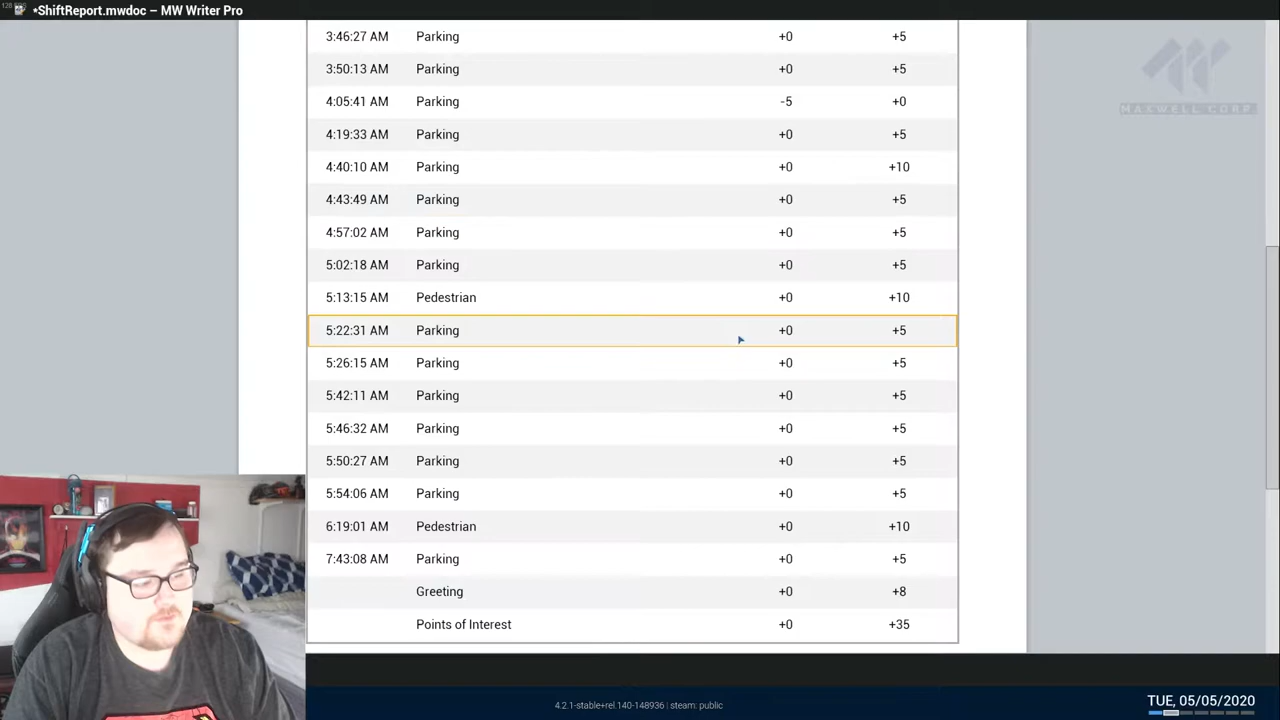 *ShiftReport.mwdoc – MW Writer Pro
3:46:27 AM Parking +0 +5
3:50:13 AM Parking +0 +5
4:05:41 AM Parking -5 +0
4:19:33 AM Parking +0 +5
4:40:10 AM Parking +0 +10
4:43:49 AM Parking +0 +5
4:57:02 AM Parking +0 +5
5:02:18 AM Parking +0 +5
5:13:15 AM Pedestrian +0 +10
5:22:31 AM Parking +0 +5
5:26:15 AM Parking +0 +5
5:42:11 AM Parking +0 +5
5:46:32 AM Parking +0 +5
5:50:27 AM Parking +0 +5
5:54:06 AM Parking +0 +5
6:19:01 AM Pedestrian +0 +10
7:43:08 AM Parking +0 +5
Greeting +0 +8
Points of Interest +0 +35
MAXWELL CORP.
4.2.1-stable+rel.140-148936 | steam: public
TUE, 05/05/2020